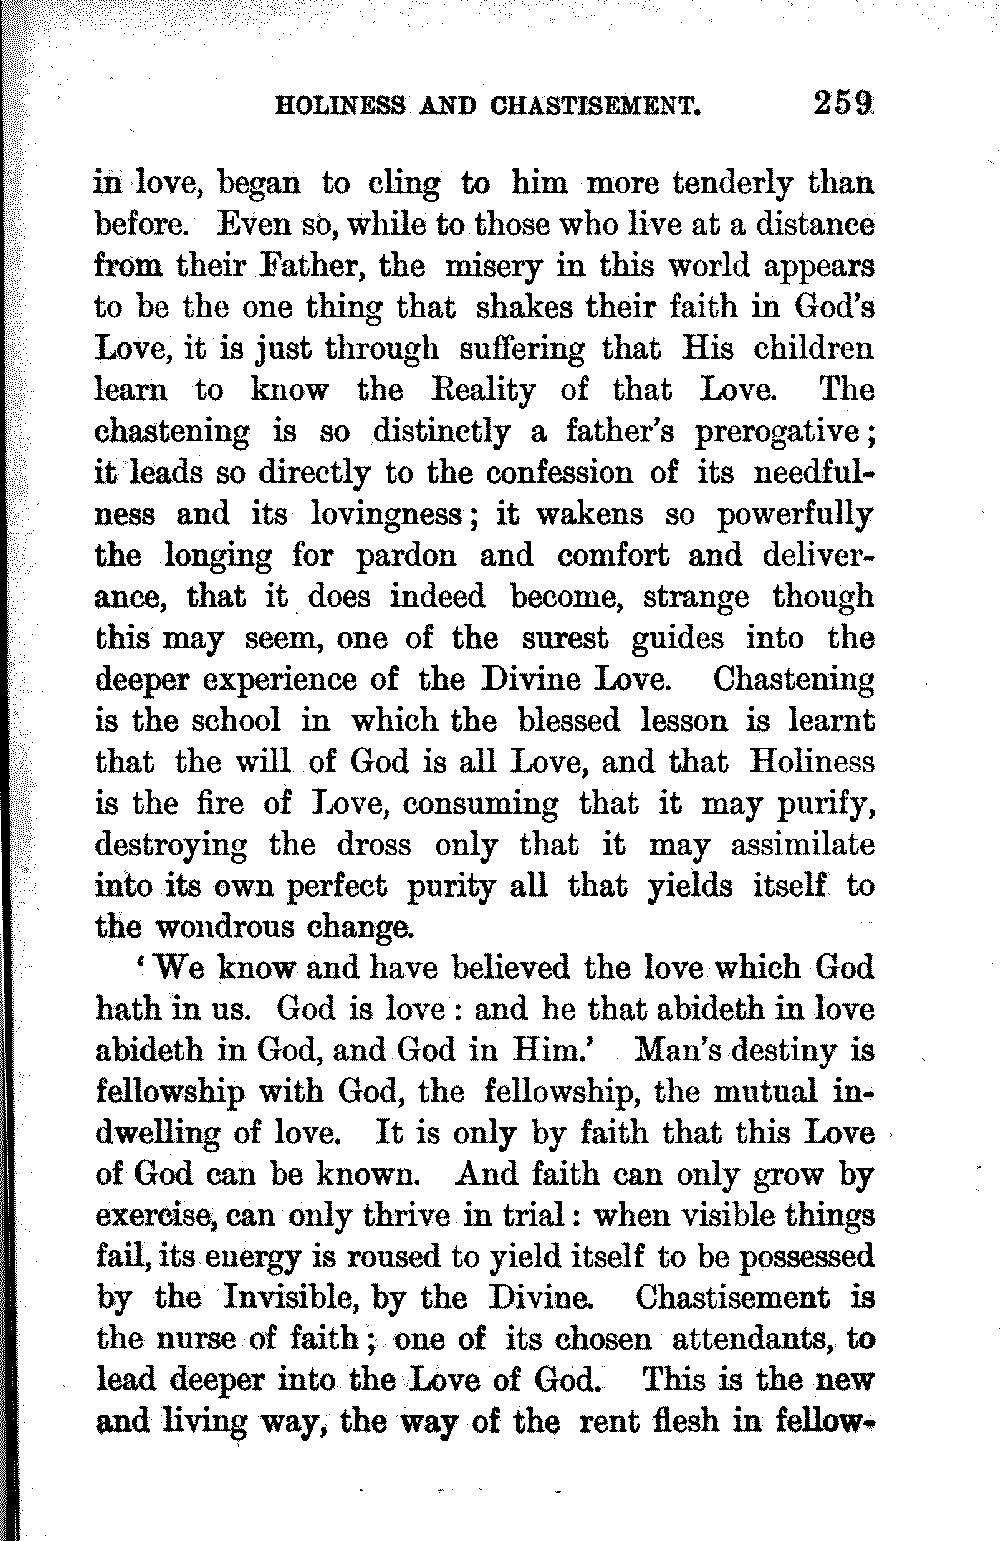 HOLINESS AND CHASTISEMENT. 259
in love, began to cling to him more tenderly than
before. Even so, while to those who live at a distance
from their Father, the misery in this world appears
to be the one thing that shakes their faith in God's
Love, it is just through suffering that His children
learn to know the Reality of that Love. The
chastening is so distinctly a father's prerogative;
it leads so directly to the confession of its needful-
ness and its lovingness; it wakens so powerfully
the longing for pardon and comfort and deliver-
ance, that it does indeed become, strange though
this may seem, one of the surest guides into the
deeper experience of the Divine Love. Chastening
is the school in which the blessed lesson is learnt
that the will of God is all Love, and that Holiness
is the fire of Love, consuming that it may purify,
destroying the dross only that it may assimilate
into its own perfect purity all that yields itself to
the wondrous change.
‘We know and have believed the love which God
hath in us. God is love: and he that abideth in love
abideth in God, and God in Him.’ Man's destiny is
fellowship with God, the fellowship, the mutual in-
dwelling of love. It is only by faith that this Love
of God can be known. And faith can only grow by
exercise, can only thrive in trial: when visible things
fail, its energy is roused to yield itself to be possessed
by the Invisible, by the Divine. Chastisement is
the nurse of faith; one of its chosen attendants, to
lead deeper into the Love of God. This is the new
and living way, the way of the rent flesh in fellow-